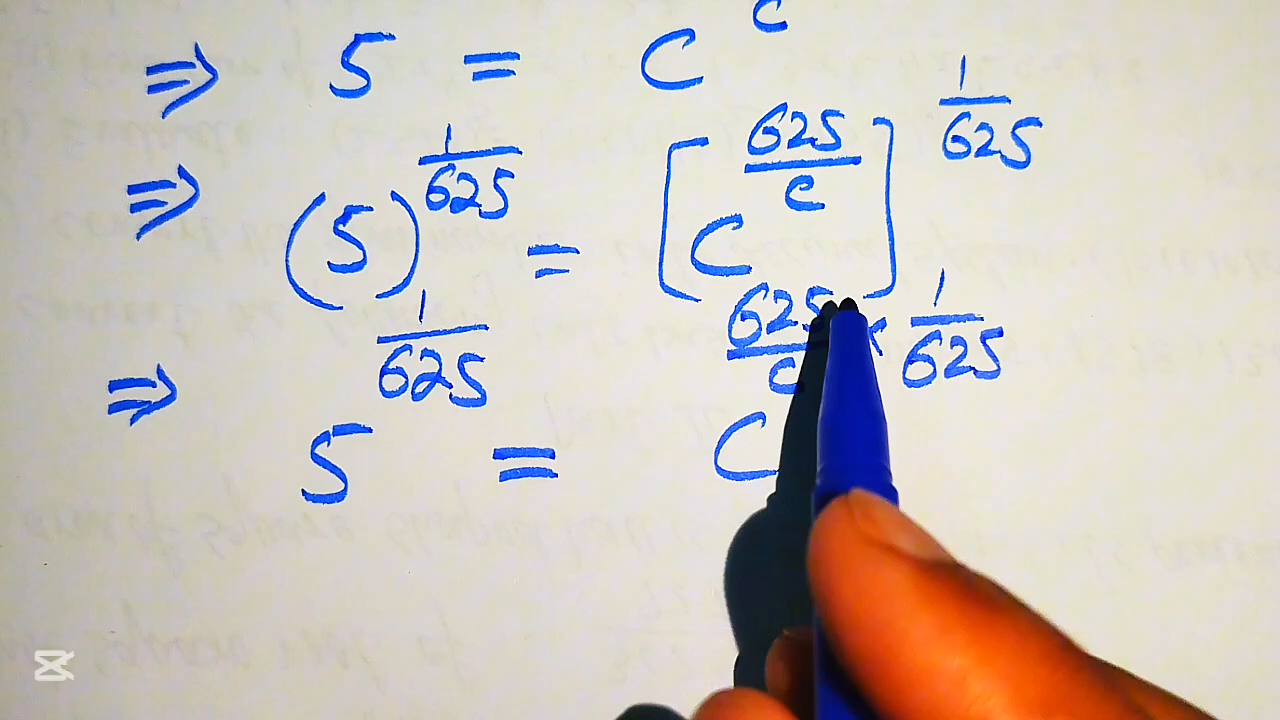 ⇒ 5 = C^c
⇒ (5)^(1/625) = [C^(625/c)]^(1/625)
⇒ 5^(1/625) = C^(625/c × 1/625)